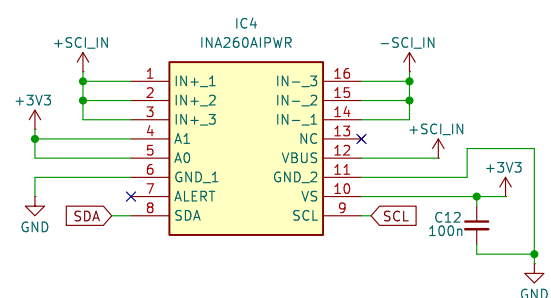 IC4
INA260AIPWR
+SCI_IN
-SCI_IN
1 IN+_1 IN-_3 16
2 IN+_2 IN-_2 15
3 IN+_3 IN-_1 14
+3V3
4 A1 NC 13
+SCI_IN
5 A0 VBUS 12
6 GND_1 GND_2 11
+3V3
7 ALERT VS 10
SDA 8 SDA SCL 9 SCL
C12
100n
GND
GND